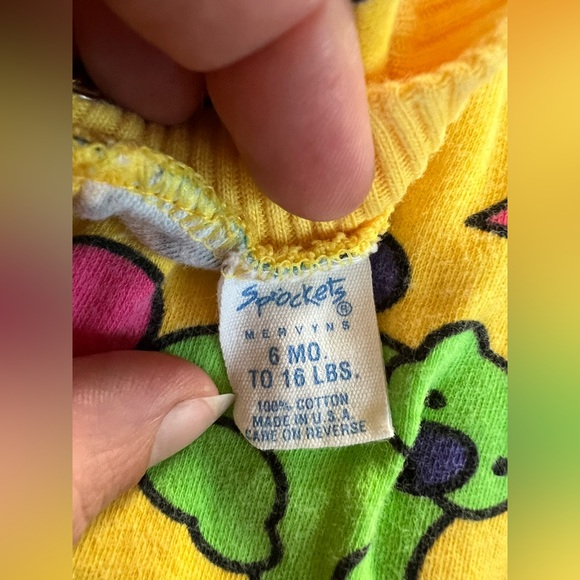 Sprockets ®
MERVYNS
6 MO.
TO 16 LBS.
100% COTTON
MADE IN U.S.A.
CARE ON REVERSE